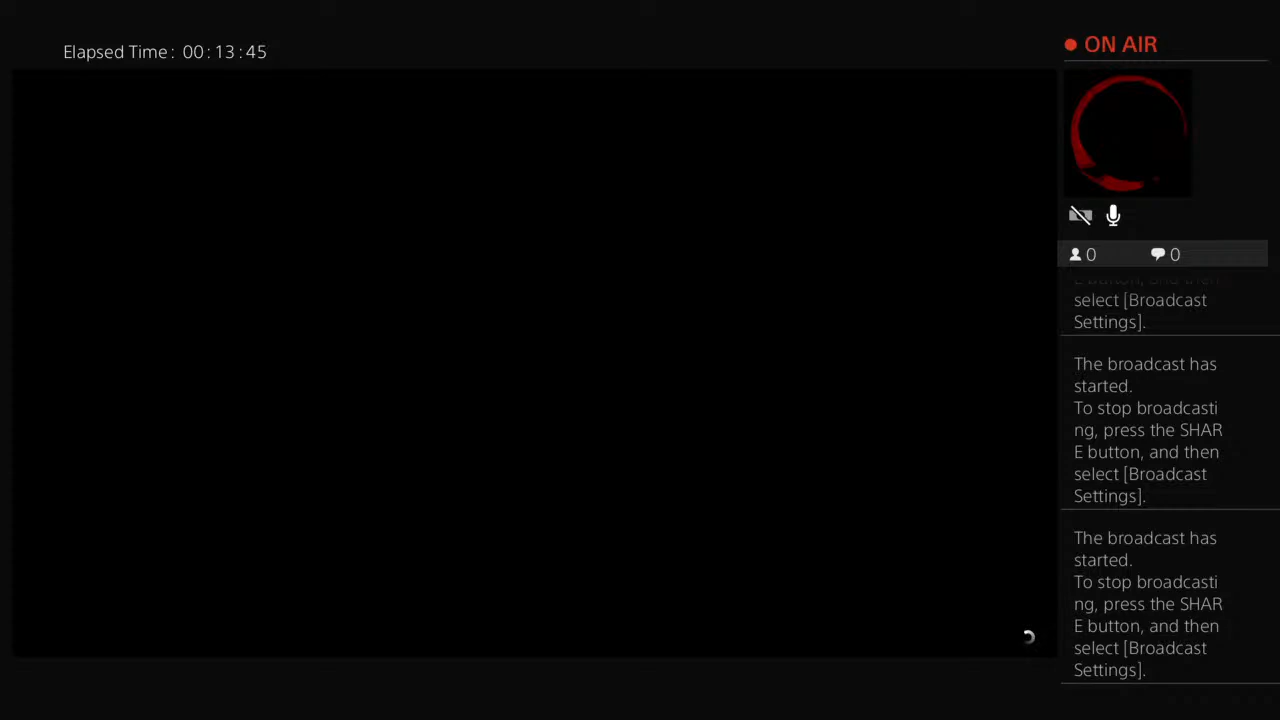 Elapsed Time: 00:13:45
ON AIR
0 0
select [Broadcast
Settings].
The broadcast has
started.
To stop broadcasti
ng, press the SHAR
E button, and then
select [Broadcast
Settings].
The broadcast has
started.
To stop broadcasti
ng, press the SHAR
E button, and then
select [Broadcast
Settings].